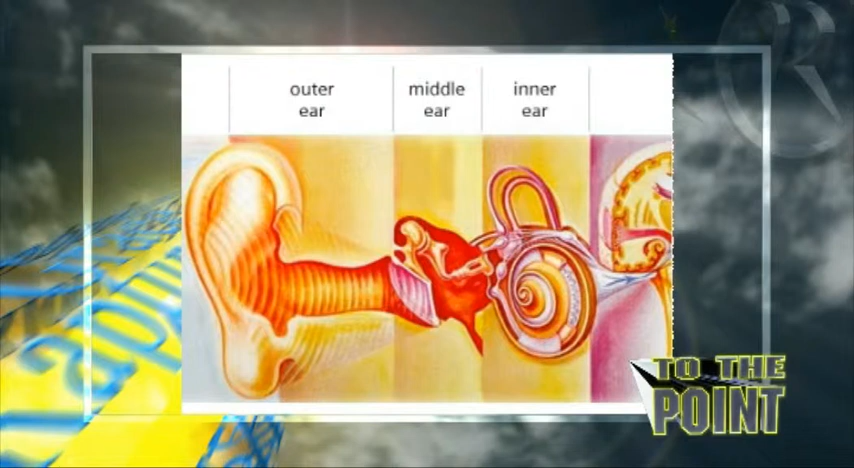 outer
ear
middle
ear
inner
ear
TO THE
POINT